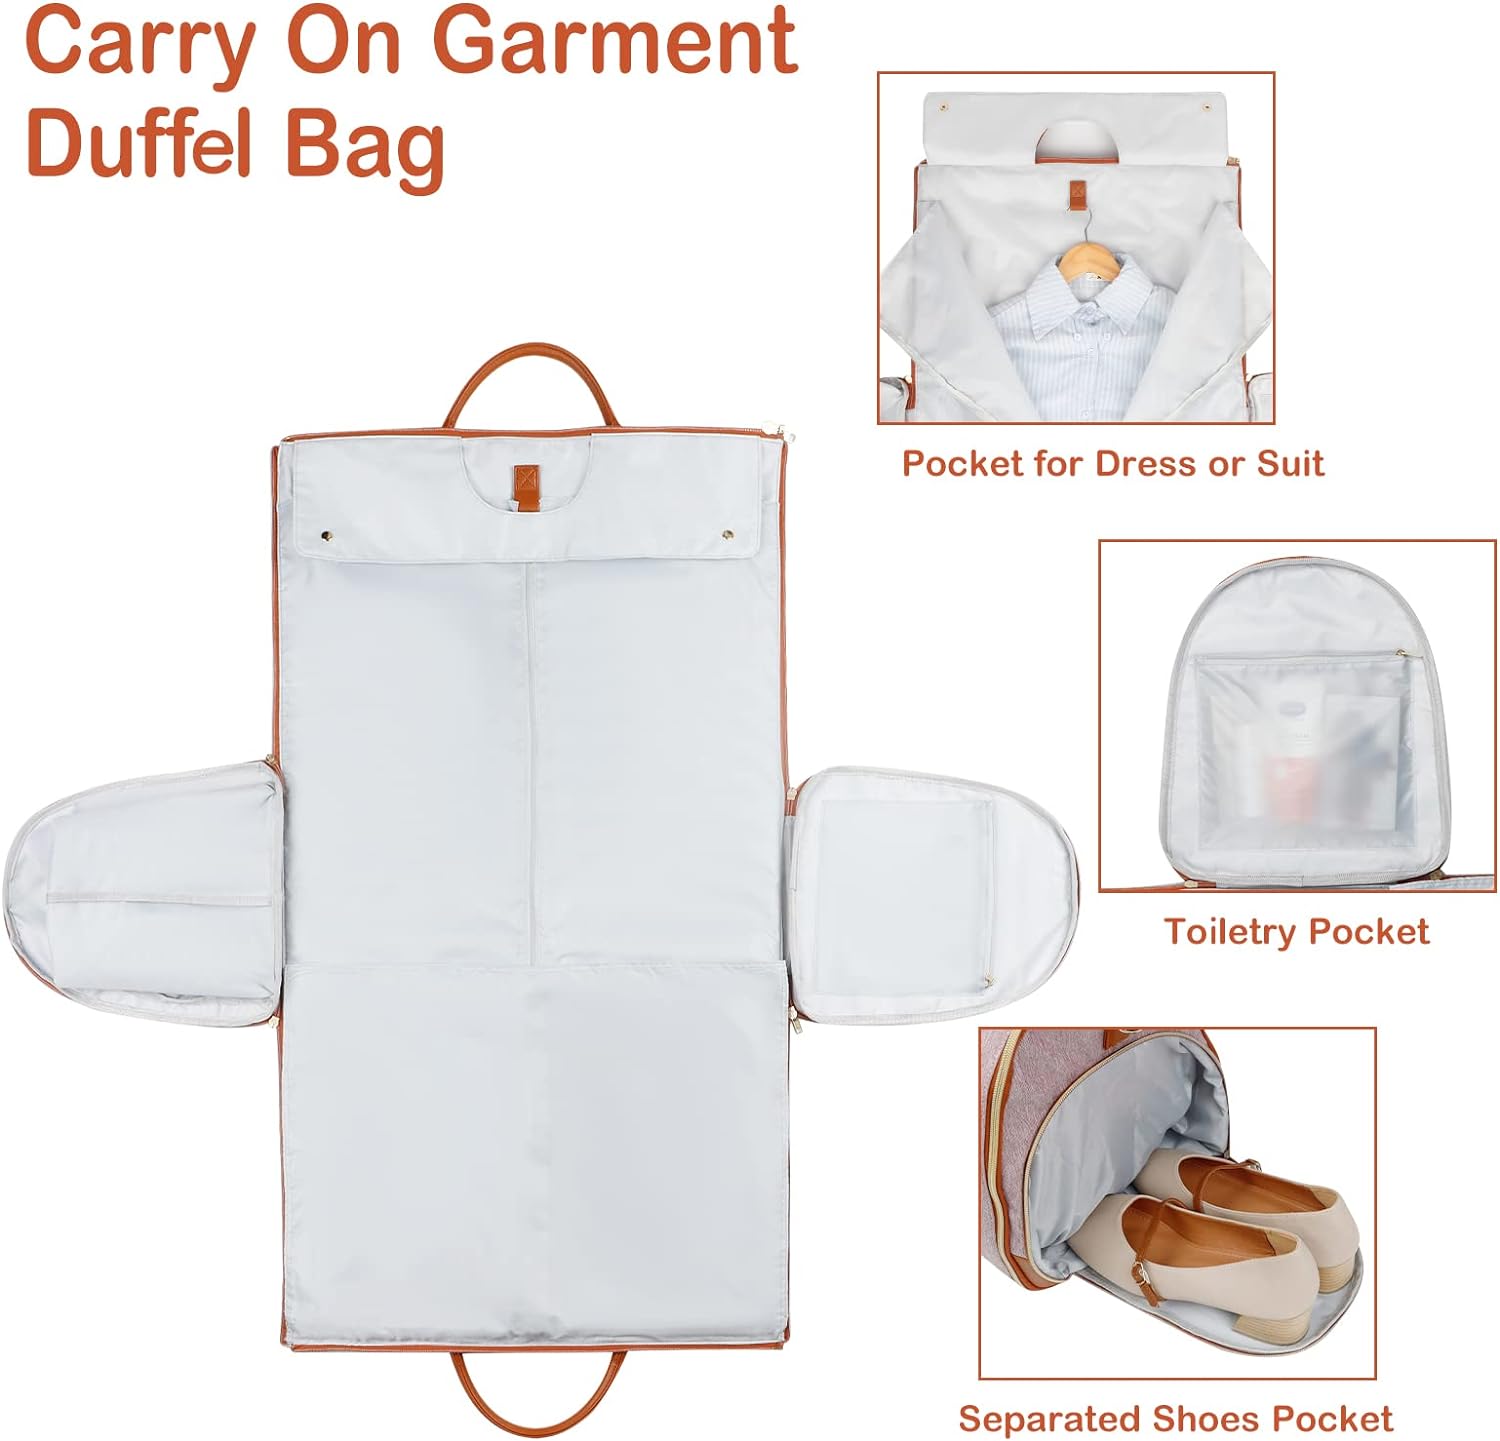 Carry On Garment
Duffel Bag
Pocket for Dress or Suit
Toiletry Pocket
Separated Shoes Pocket